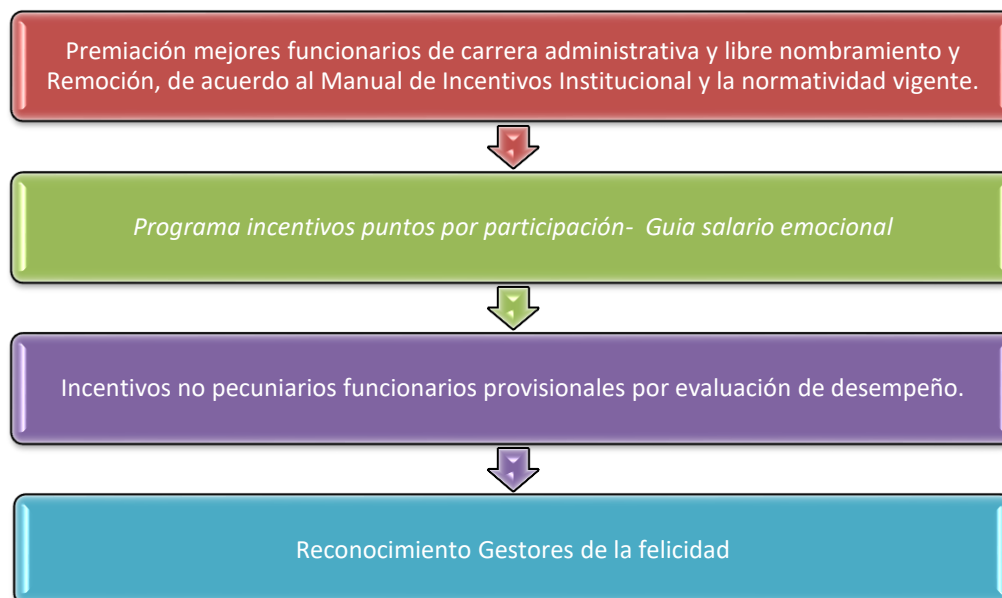 Premiación mejores funcionarios de carrera administrativa y libre nombramiento y
Remoción, de acuerdo al Manual de Incentivos Institucional y la normatividad vigente.
Programa incentivos puntos por participación-  Guia salario emocional
Incentivos no pecuniarios funcionarios provisionales por evaluación de desempeño.
Reconocimiento Gestores de la felicidad